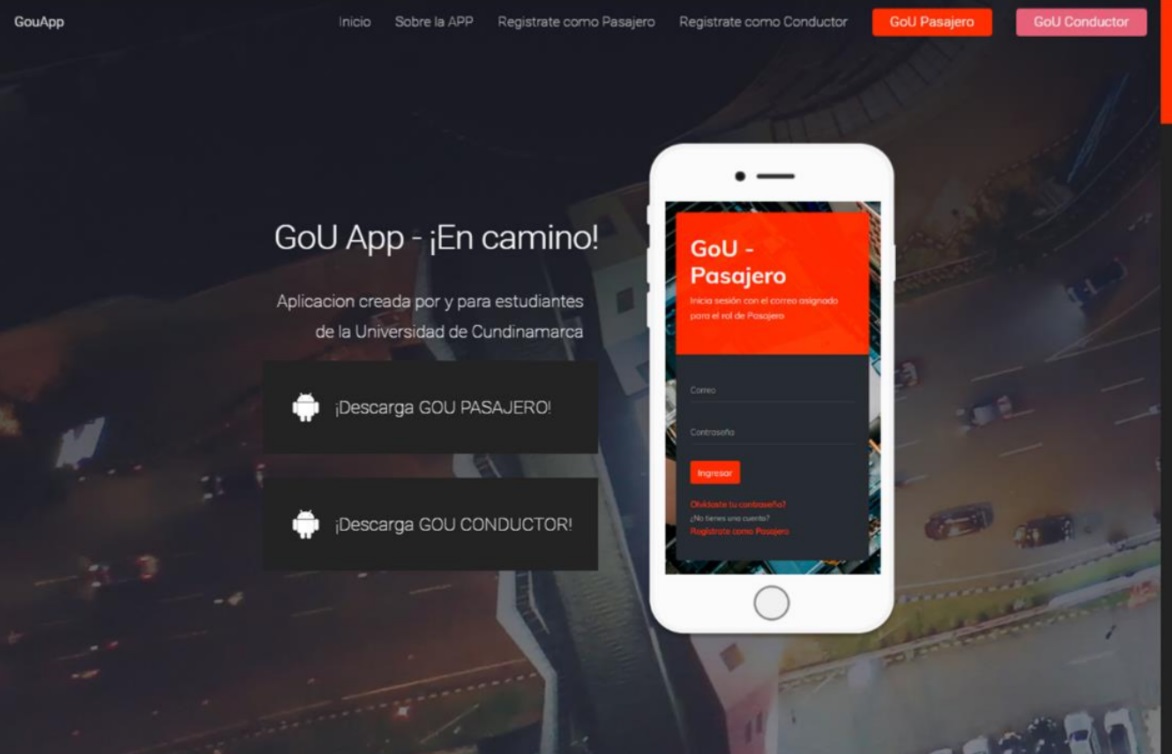 GouApp
Inicio
Sobre la APP
Registrate como Pasajero
Registrate como Conductor
GoU Pasajero
GoU Conductor
GoU App - ¡En camino!
Aplicacion creada por y para estudiantes
de la Universidad de Cundinamarca
¡Descarga GOU PASAJERO!
¡Descarga GOU CONDUCTOR!
GoU -
Pasajero
Inicia sesión con el correo asignado
para el rol de Pasajero
Correo
Contraseña
Ingresar
Olvidaste tu contraseña?
¿No tienes una cuenta?
Registrate como Pasajero